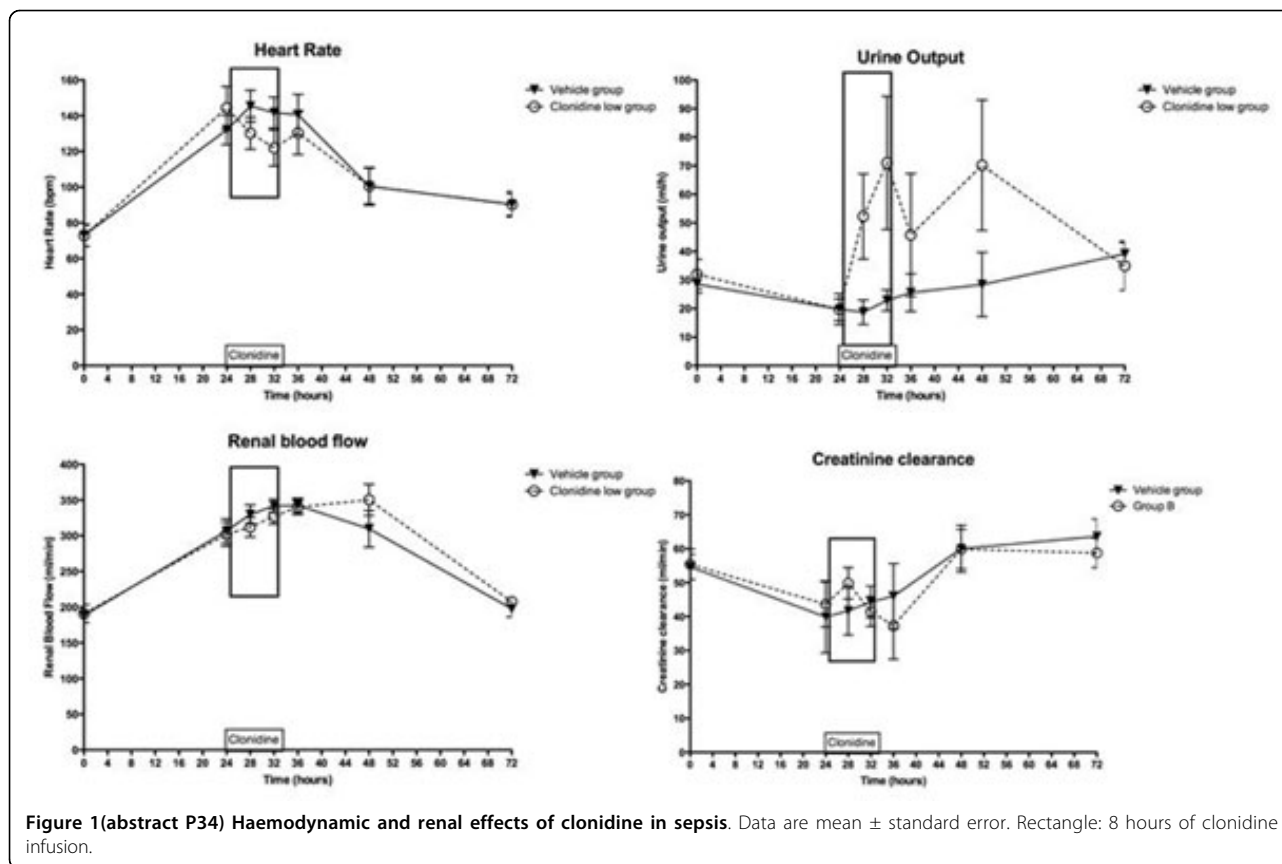 Heart Rate
Heart Rate (bpm)
160
140
120
100
80
60
40
20
0
Vehicle group
Clonidine low group
Clonidine
0 4 8 12 16 20 24 28 32 36 40 44 48 52 56 60 64 68 72
Time (hours)
Urine Output
Urine output (ml/h)
100
90
80
70
60
50
40
30
20
10
0
Vehicle group
Clonidine low group
Clonidine
0 4 8 12 16 20 24 28 32 36 40 44 48 52 56 60 64 68 72
Time (hours)
Renal blood flow
Renal Blood Flow (ml/min)
400
350
300
250
200
150
100
50
0
Vehicle group
Clonidine low group
Clonidine
0 4 8 12 16 20 24 28 32 36 40 44 48 52 56 60 64 68 72
Time (hours)
Creatinine clearance
Creatinine clearance (ml/min)
80
70
60
50
40
30
20
10
0
Vehicle group
Group B
Clonidine
0 4 8 12 16 20 24 28 32 36 40 44 48 52 56 60 64 68 72
Time (hours)
Figure 1(abstract P34) Haemodynamic and renal effects of clonidine in sepsis. Data are mean ± standard error. Rectangle: 8 hours of clonidine
infusion.